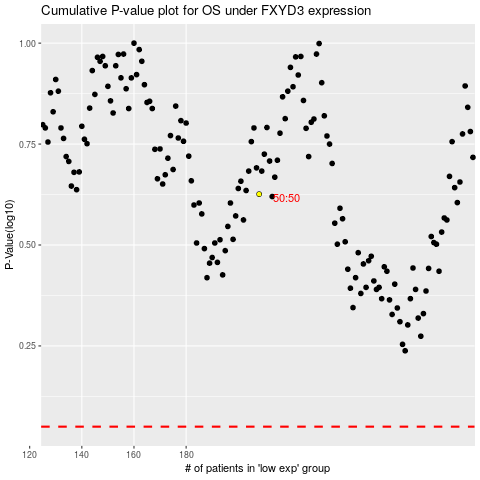 Cumulative P-value plot for OS under FXYD3 expression
P-Value(log10)
1.00
0.75
0.50
0.25
50:50
120 140 160 180
# of patients in 'low exp' group